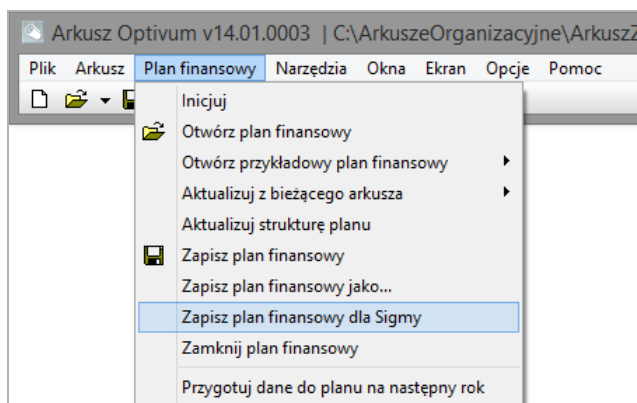 Arkusz Optivum v14.01.0003 | C:\ArkuszeOrganizacyjne\ArkuszZ
Plik Arkusz Plan finansowy Narzędzia Okna Ekran Opcje Pomoc
Inicjuj
Otwórz plan finansowy
Otwórz przykładowy plan finansowy
Aktualizuj z bieżącego arkusza
Aktualizuj strukturę planu
Zapisz plan finansowy
Zapisz plan finansowy jako...
Zapisz plan finansowy dla Sigmy
Zamknij plan finansowy
Przygotuj dane do planu na następny rok